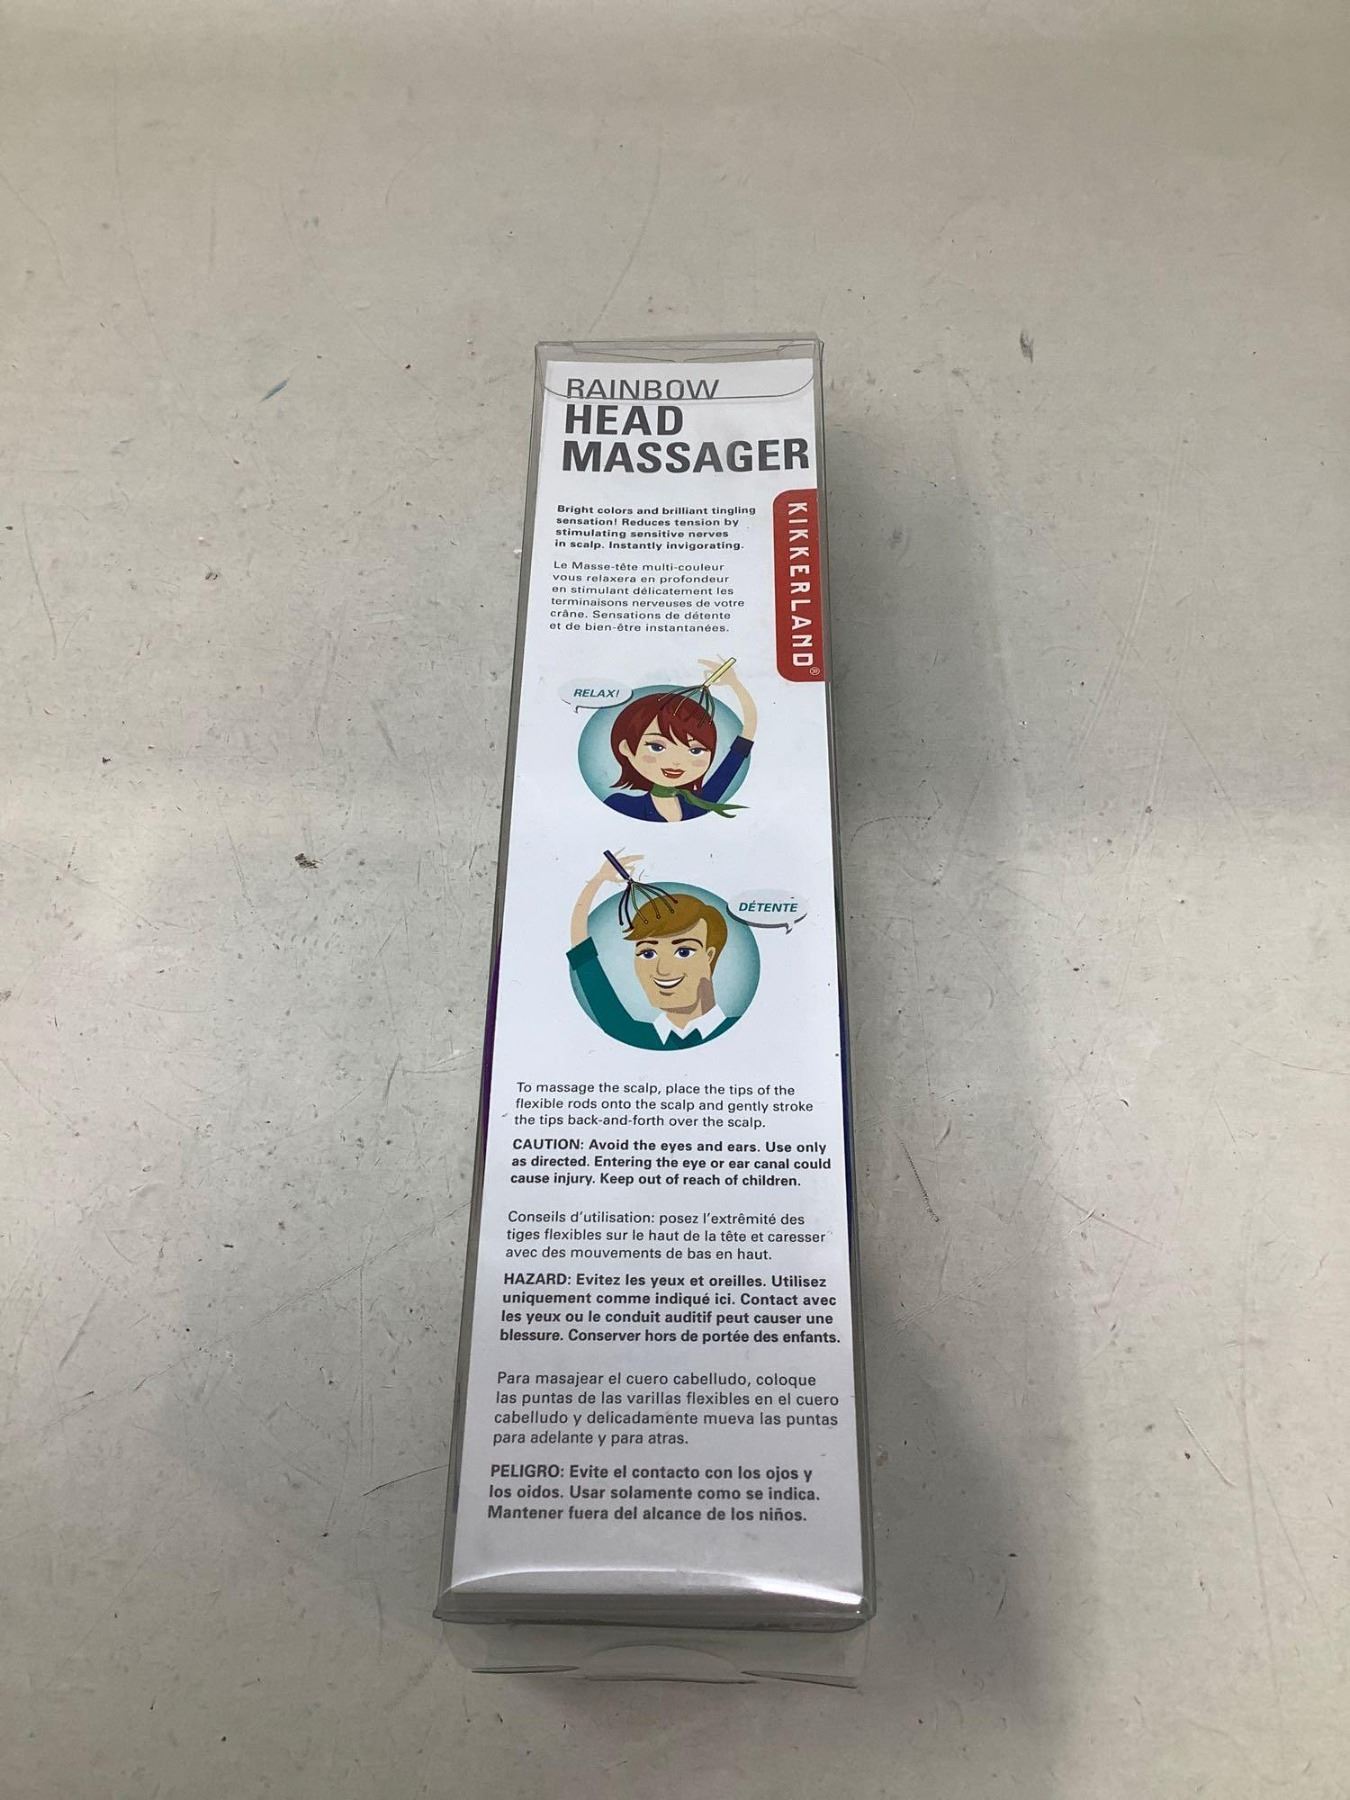 RAINBOW
HEAD
MASSAGER
KIKKERLAND®
Bright colors and brilliant tingling
sensation! Reduces tension by
stimulating sensitive nerves
in scalp. Instantly invigorating.
Le Masse-tête multi-couleur
vous relaxera en profondeur
en stimulant délicatement les
terminaisons nerveuses de votre
crâne. Sensations de détente
et de bien-être instantanées.
RELAX!
DÉTENTE
To massage the scalp, place the tips of the
flexible rods onto the scalp and gently stroke
the tips back-and-forth over the scalp.
CAUTION: Avoid the eyes and ears. Use only
as directed. Entering the eye or ear canal could
cause injury. Keep out of reach of children.
Conseils d'utilisation: posez l'extrêmité des
tiges flexibles sur le haut de la tête et caresser
avec des mouvements de bas en haut.
HAZARD: Evitez les yeux et oreilles. Utilisez
uniquement comme indiqué ici. Contact avec
les yeux ou le conduit auditif peut causer une
blessure. Conserver hors de portée des enfants.
Para masajear el cuero cabelludo, coloque
las puntas de las varillas flexibles en el cuero
cabelludo y delicadamente mueva las puntas
para adelante y para atras.
PELIGRO: Evite el contacto con los ojos y
los oidos. Usar solamente como se indica.
Mantener fuera del alcance de los niños.